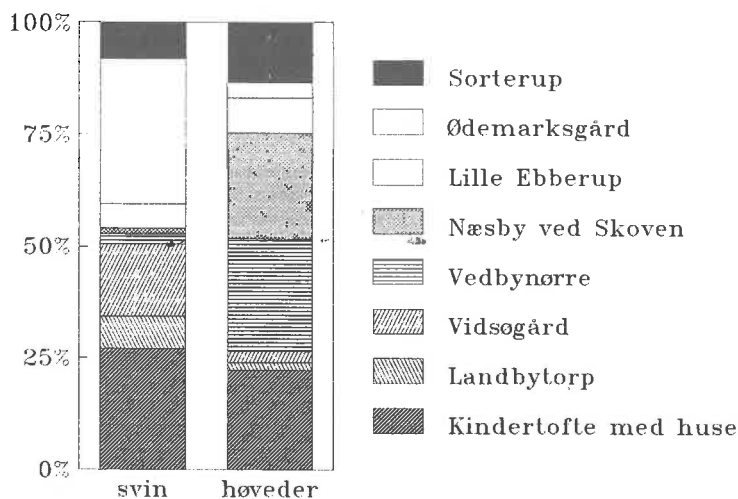 100%
75%
50%
25%
0%
svin høveder
Sorterup
Ødemarksgård
Lille Ebberup
Næsby ved Skoven
Vedbynørre
Vidsøgård
Landbytorp
Kindertofte med huse